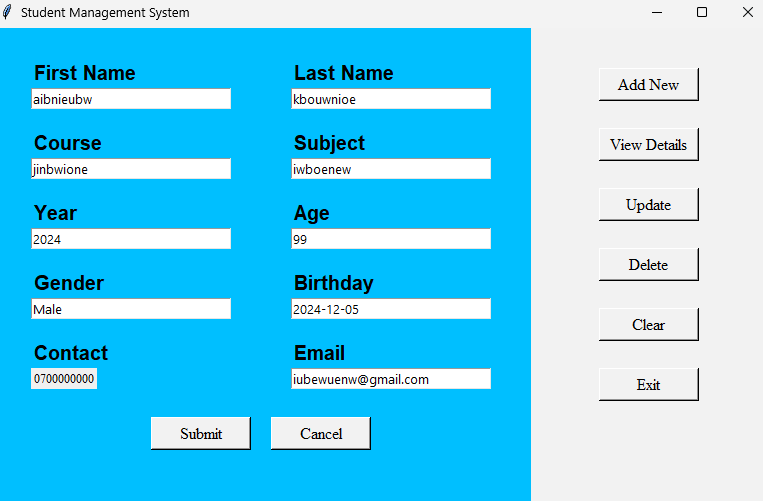 Student Management System
First Name Last Name
aibnieubw kbouwnioe
Course Subject
jinbwione iwboenew
Year Age
2024 99
Gender Birthday
Male 2024-12-05
Contact Email
0700000000 iubewuenw@gmail.com
Submit Cancel
Add New
View Details
Update
Delete
Clear
Exit